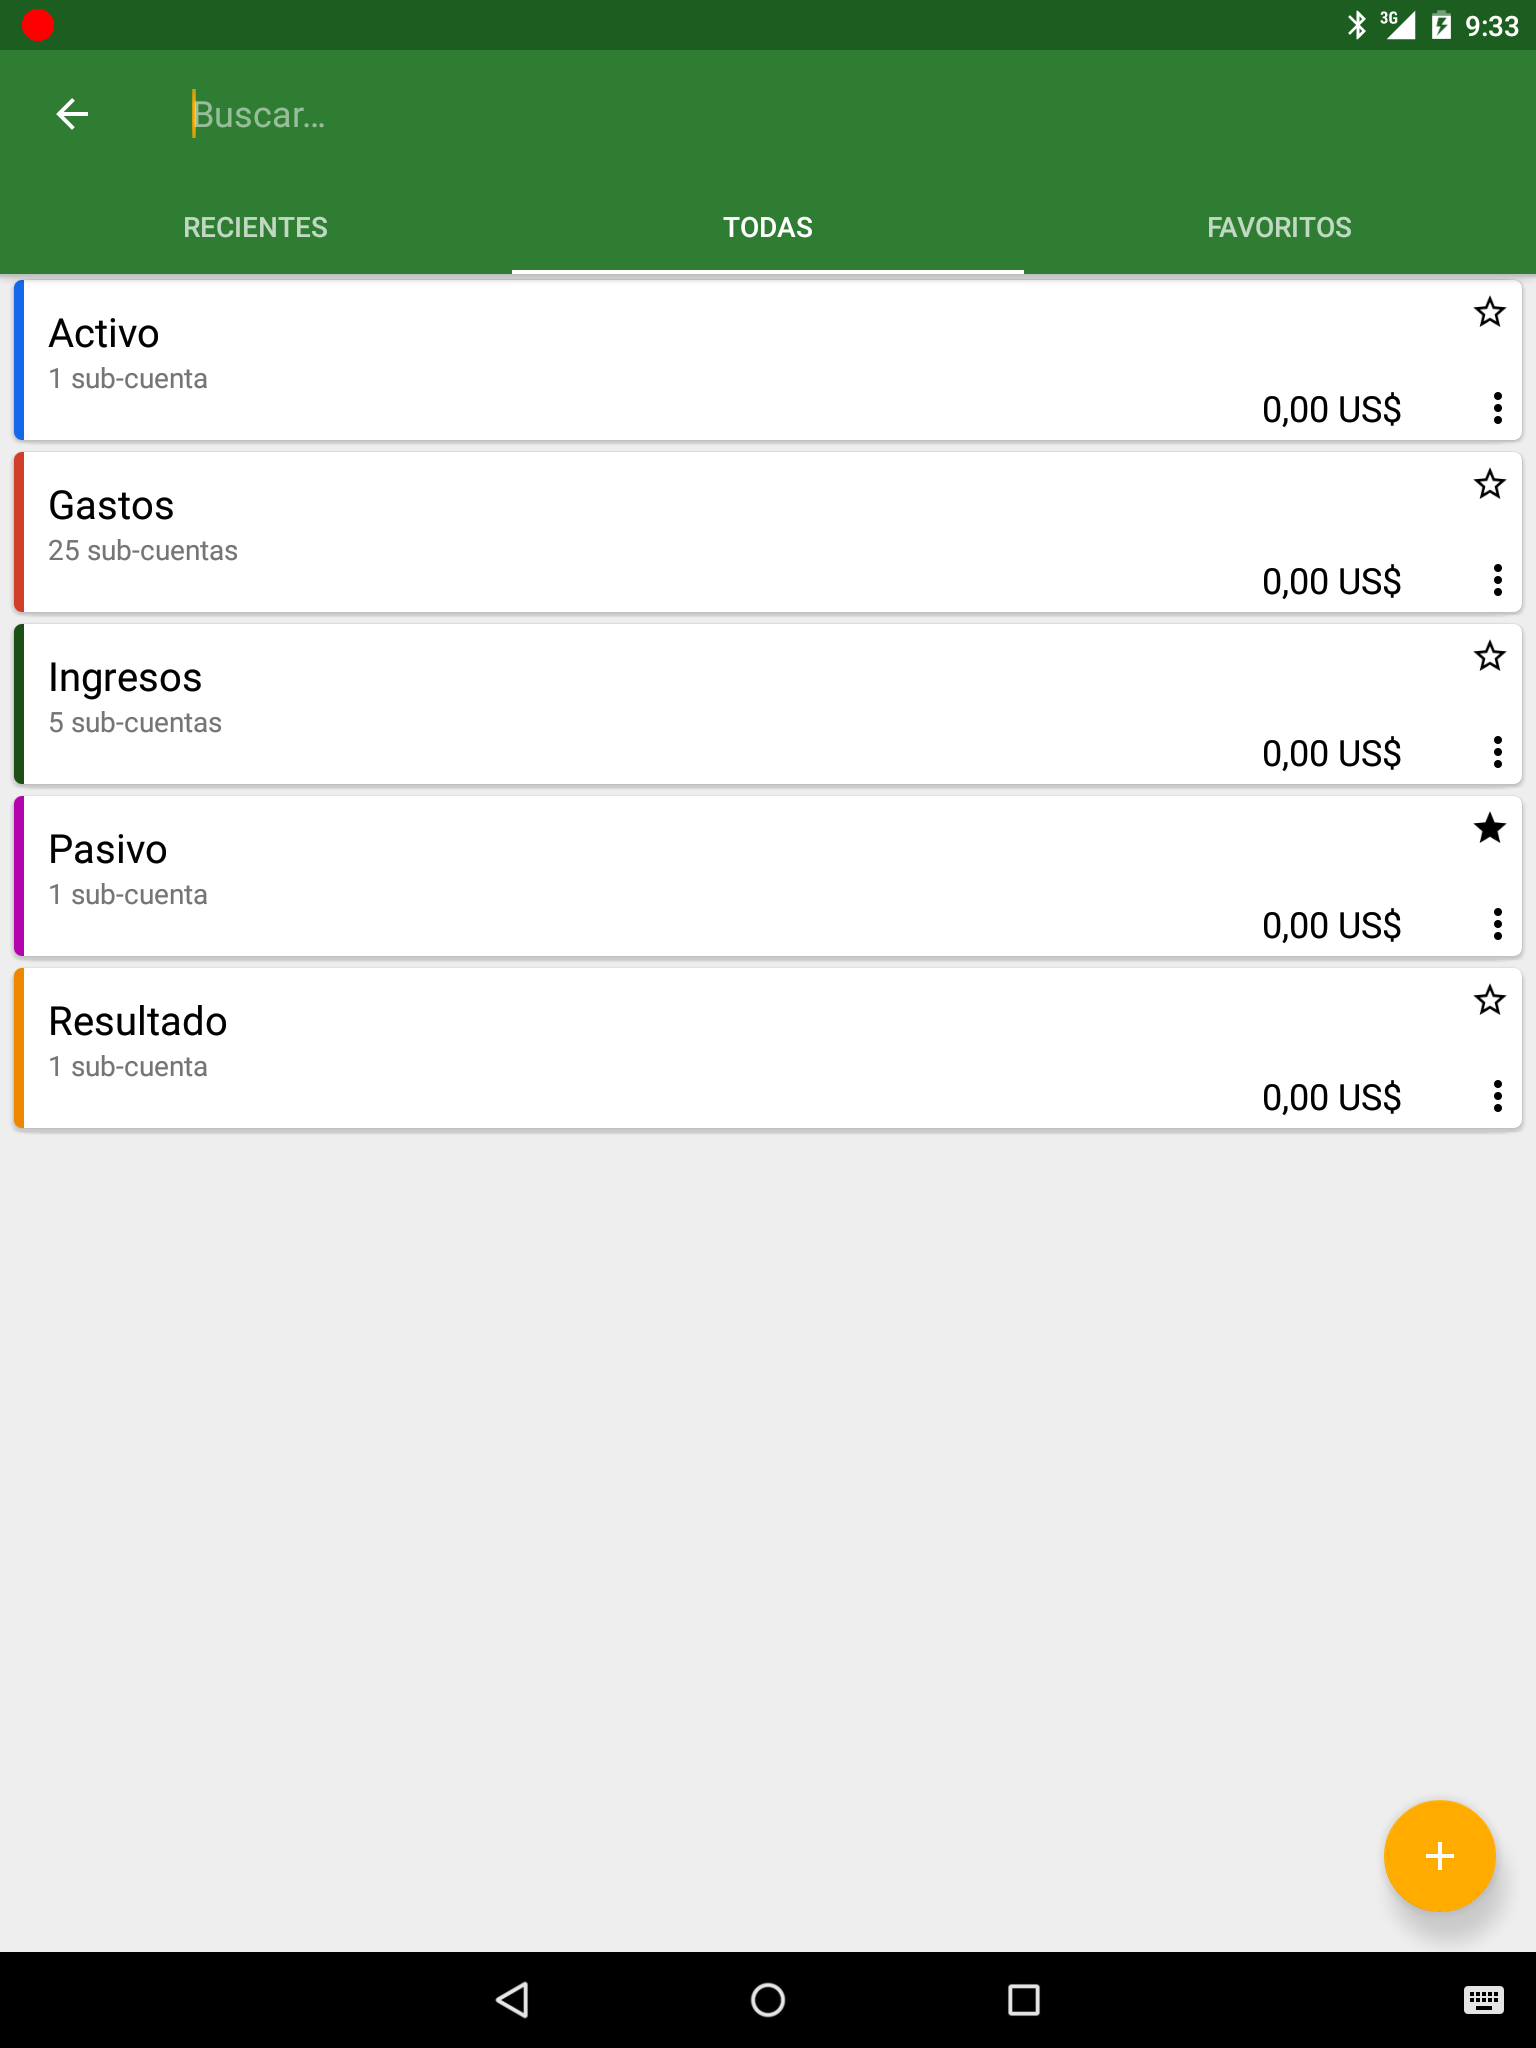 3G 9:33
Buscar...
RECIENTES TODAS FAVORITOS
Activo
1 sub-cuenta
0,00 US$
Gastos
25 sub-cuentas
0,00 US$
Ingresos
5 sub-cuentas
0,00 US$
Pasivo
1 sub-cuenta
0,00 US$
Resultado
1 sub-cuenta
0,00 US$